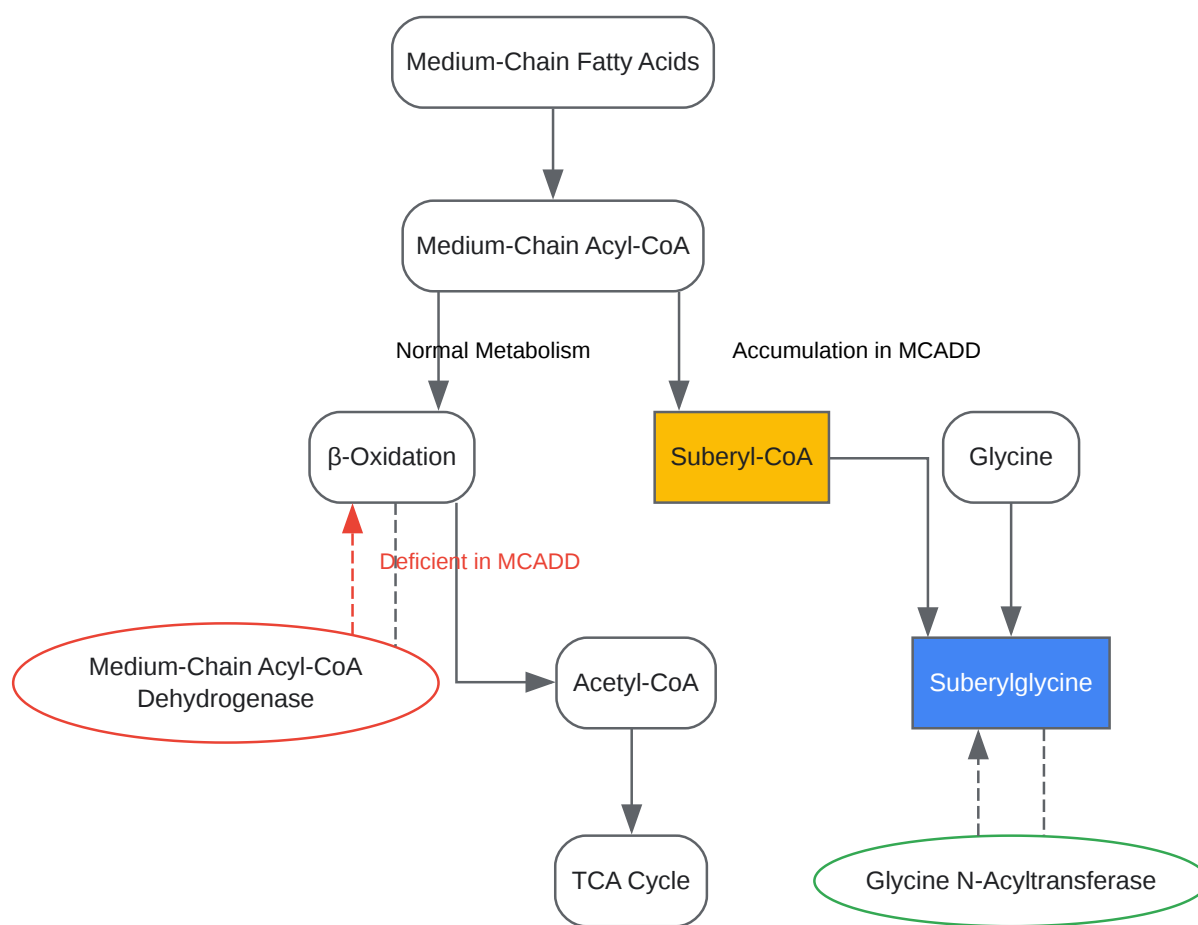 Medium-Chain Fatty Acids
Medium-Chain Acyl-CoA
Normal Metabolism
Accumulation in MCADD
β-Oxidation
Suberyl-CoA
Glycine
Deficient in MCADD
Medium-Chain Acyl-CoA
Dehydrogenase
Acetyl-CoA
Suberylglycine
TCA Cycle
Glycine N-Acyltransferase